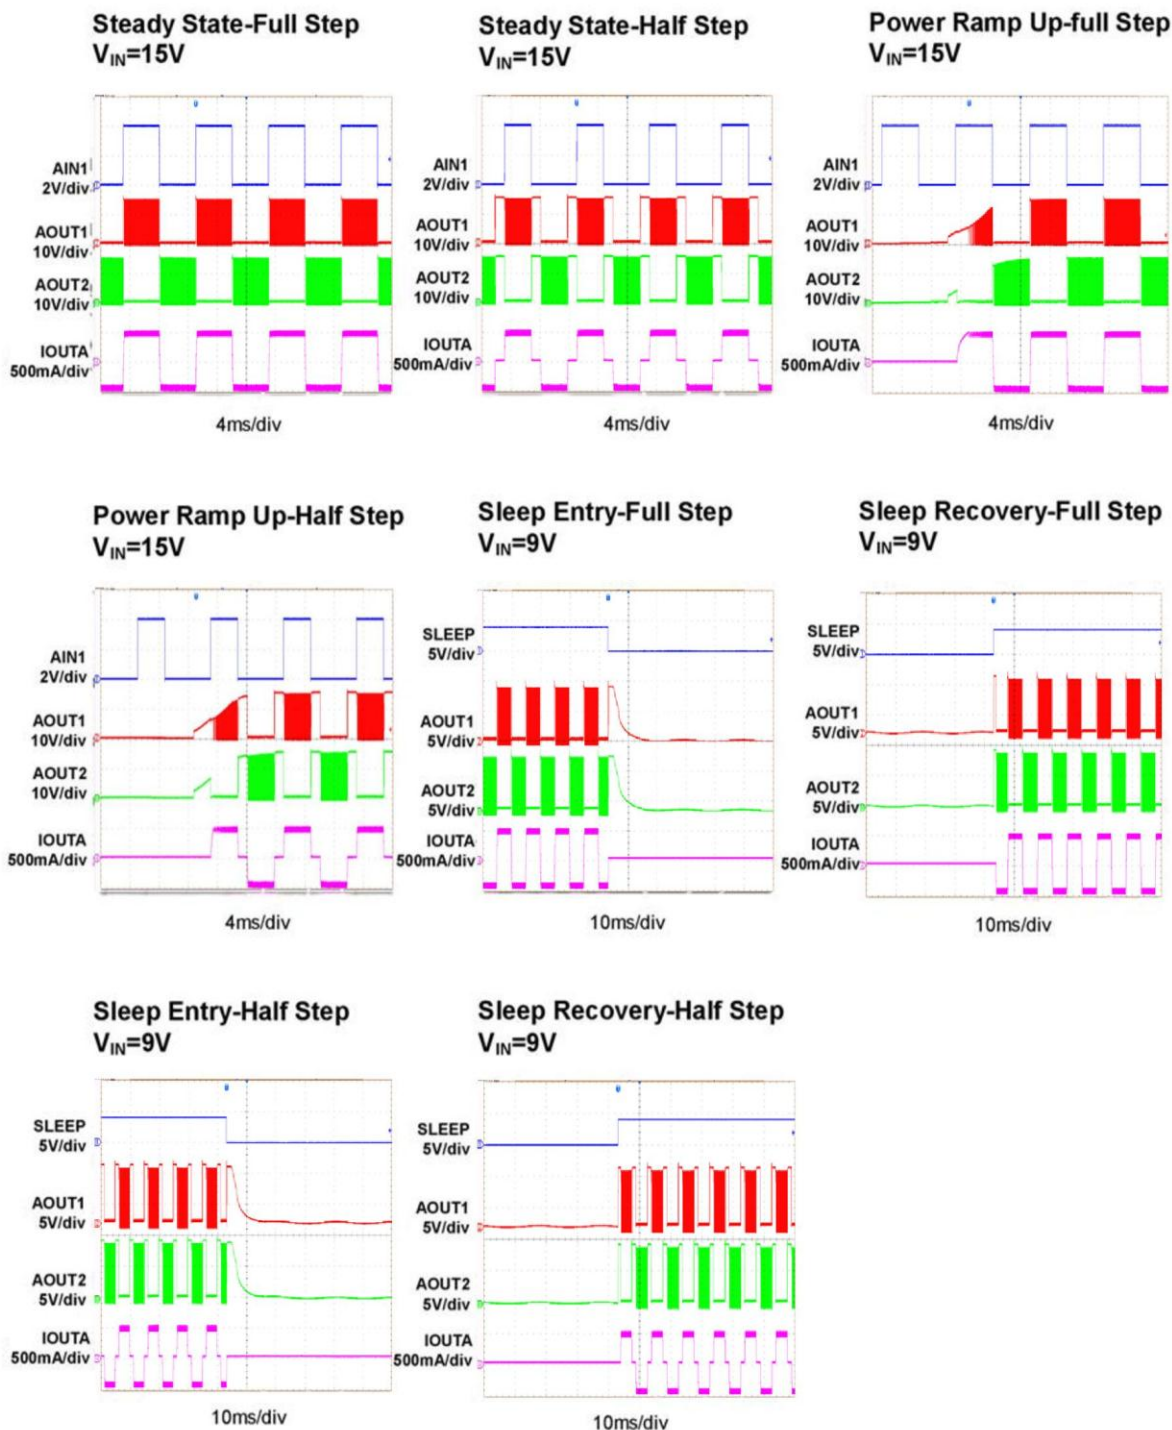 Steady State-Full Step
VIN=15V
AIN1
2V/div
AOUT1
10V/div
AOUT2
10V/div
IOUTA
500mA/div
4ms/div
Steady State-Half Step
VIN=15V
AIN1
2V/div
AOUT1
10V/div
AOUT2
10V/div
IOUTA
500mA/div
4ms/div
Power Ramp Up-full Step
VIN=15V
AIN1
2V/div
AOUT1
10V/div
AOUT2
10V/div
IOUTA
500mA/div
4ms/div
Power Ramp Up-Half Step
VIN=15V
AIN1
2V/div
AOUT1
10V/div
AOUT2
10V/div
IOUTA
500mA/div
4ms/div
Sleep Entry-Full Step
VIN=9V
SLEEP
5V/div
AOUT1
5V/div
AOUT2
5V/div
IOUTA
500mA/div
10ms/div
Sleep Recovery-Full Step
VIN=9V
SLEEP
5V/div
AOUT1
5V/div
AOUT2
5V/div
IOUTA
500mA/div
10ms/div
Sleep Entry-Half Step
VIN=9V
SLEEP
5V/div
AOUT1
5V/div
AOUT2
5V/div
IOUTA
500mA/div
10ms/div
Sleep Recovery-Half Step
VIN=9V
SLEEP
5V/div
AOUT1
5V/div
AOUT2
5V/div
IOUTA
500mA/div
10ms/div